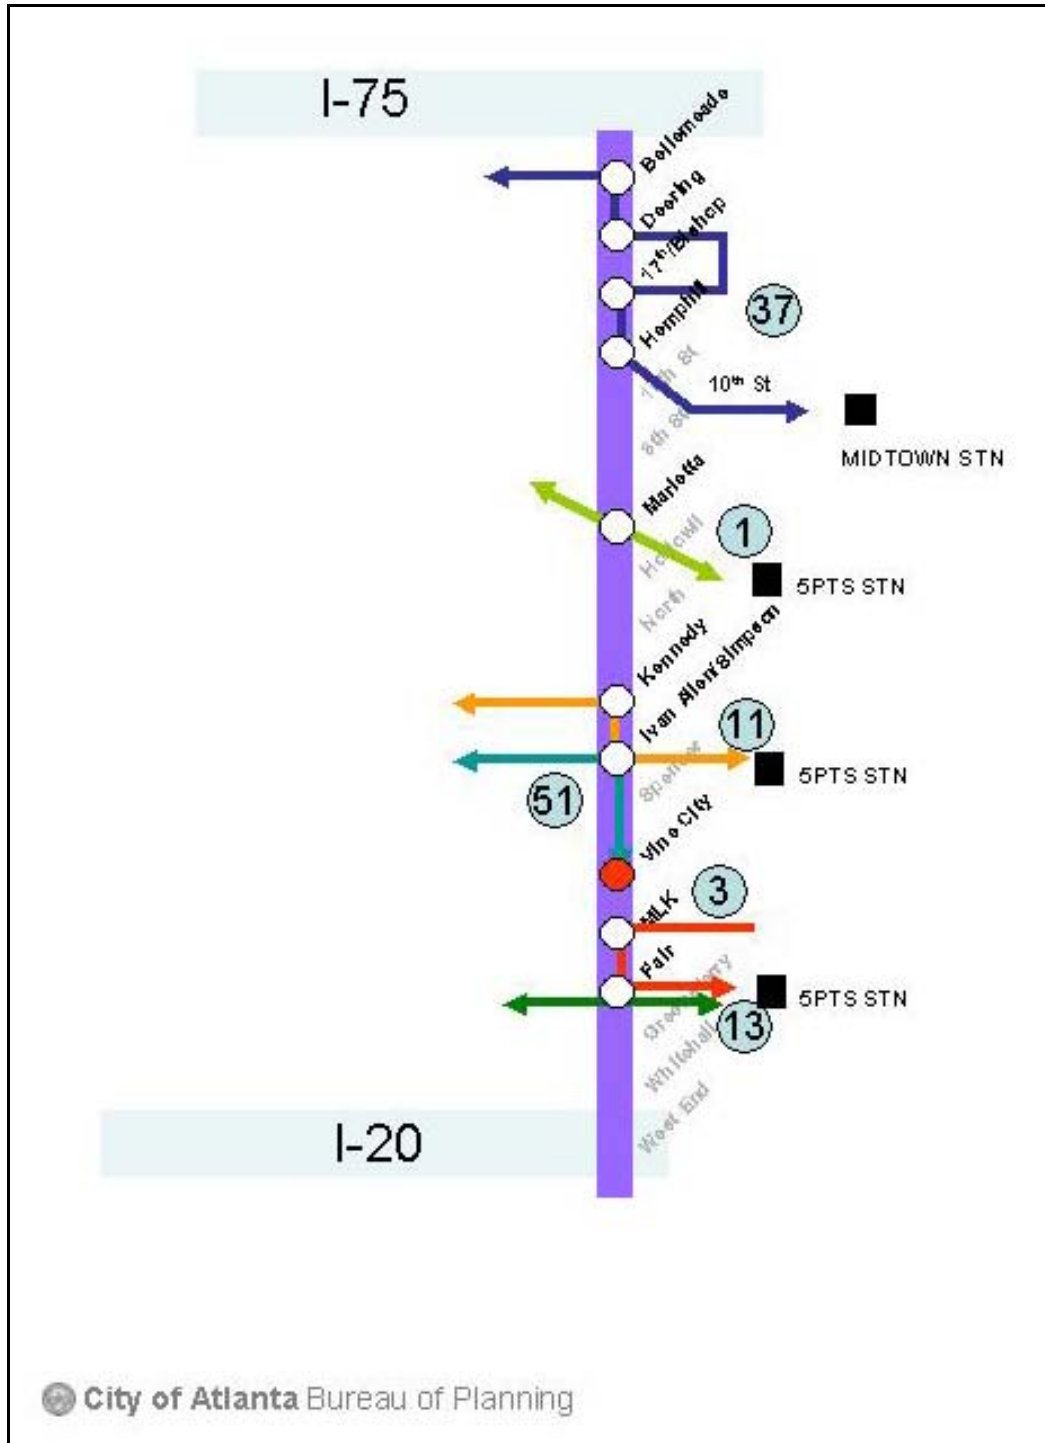 I-75
Bellemeade
Deering
17th/Bishop
Hemphill
37
10th St
8th St
10th St
MIDTOWN STN
Marietta
1
Hollowell
5PTS STN
North
Kennedy
Ivan Allen/Simpson
11
Spencer
5PTS STN
51
Vine City
3
MLK
Fair
5PTS STN
Greensferry
13
Whitehall
West End
I-20
City of Atlanta Bureau of Planning